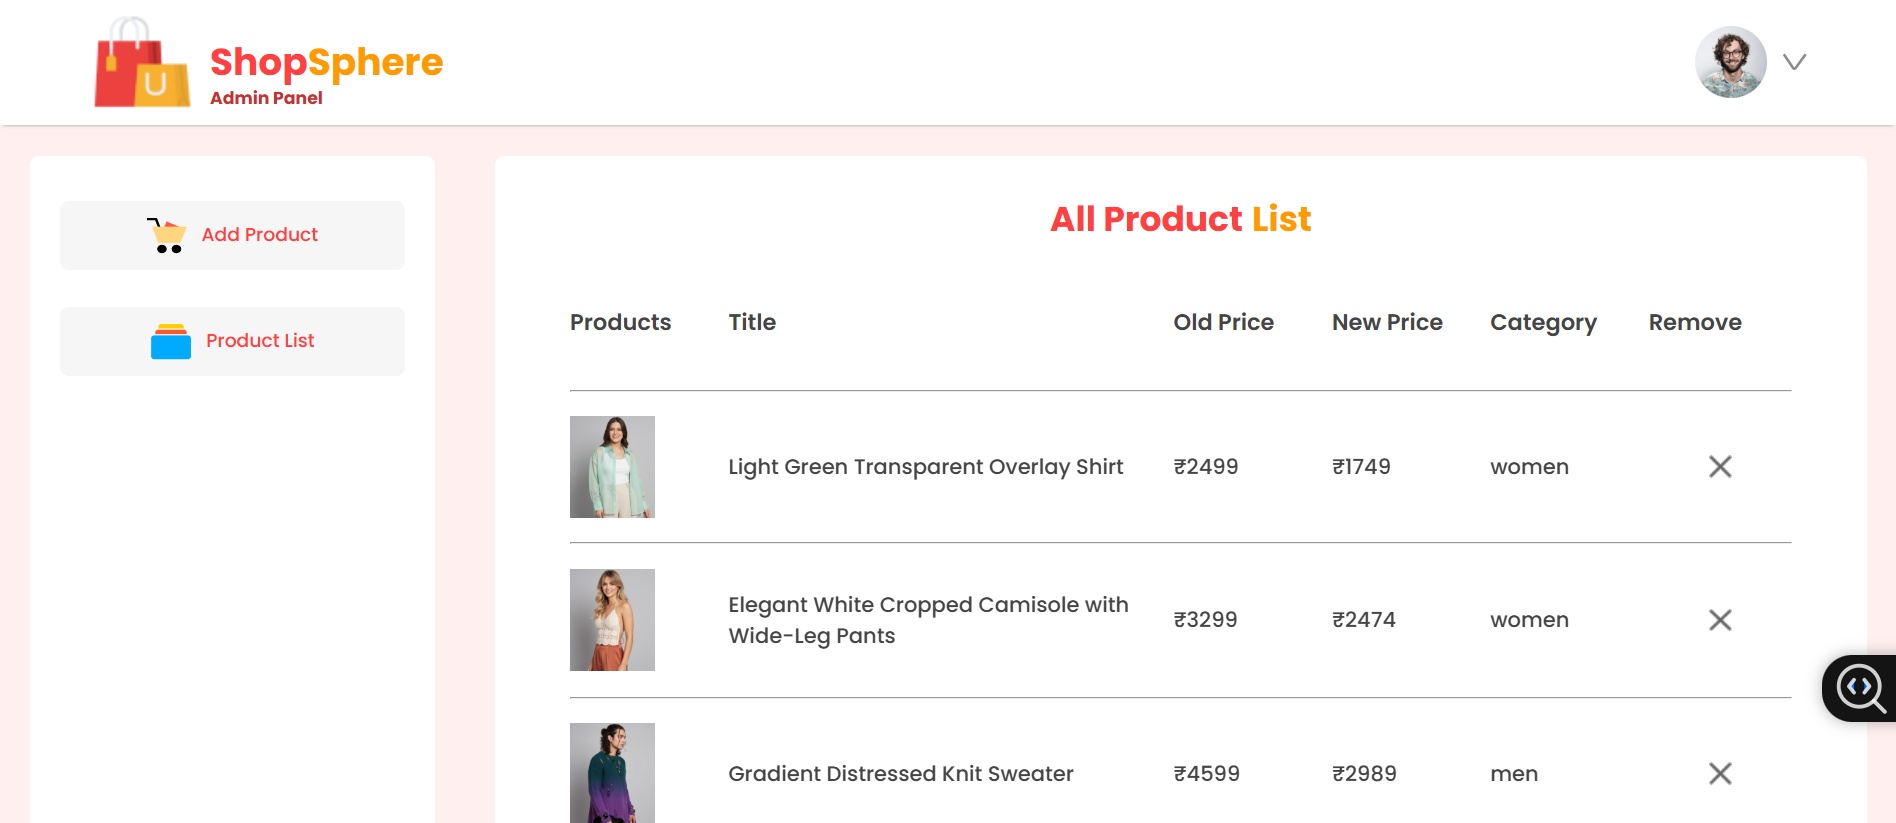 ShopSphere
Admin Panel
U
Add Product
Product List
All Product List
Products Title Old Price New Price Category Remove
Light Green Transparent Overlay Shirt ₹2499 ₹1749 women
Elegant White Cropped Camisole with
Wide-Leg Pants ₹3299 ₹2474 women
Gradient Distressed Knit Sweater ₹4599 ₹2989 men